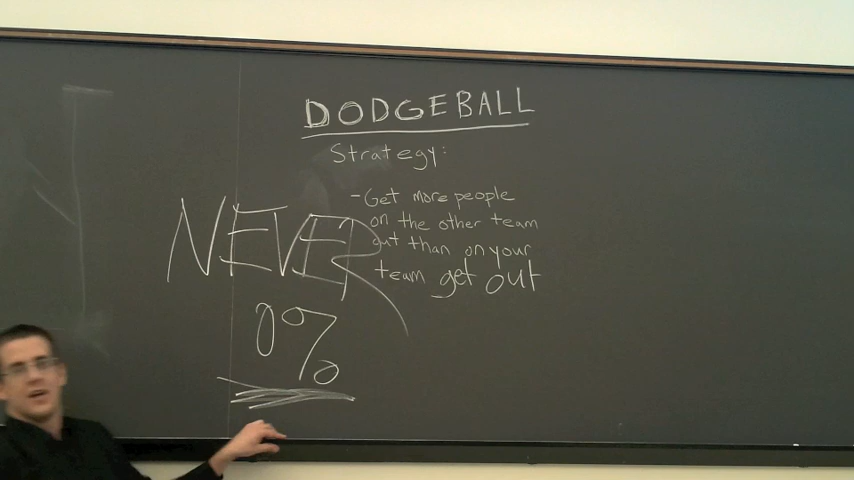 DODGEBALL
Strategy:
- Get more people
on the other team
out than on your
team get out
NEVER
0%